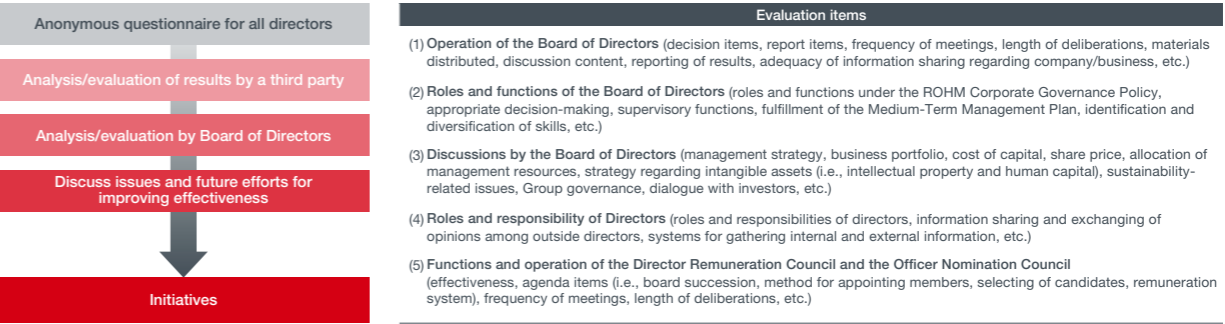 Anonymous questionnaire for all directors
Analysis/evaluation of results by a third party
Analysis/evaluation by Board of Directors
Discuss issues and future efforts for
improving effectiveness
Initiatives
Evaluation items
(1) Operation of the Board of Directors (decision items, report items, frequency of meetings, length of deliberations, materials
distributed, discussion content, reporting of results, adequacy of information sharing regarding company/business, etc.)
(2) Roles and functions of the Board of Directors (roles and functions under the ROHM Corporate Governance Policy,
appropriate decision-making, supervisory functions, fulfillment of the Medium-Term Management Plan, identification and
diversification of skills, etc.)
(3) Discussions by the Board of Directors (management strategy, business portfolio, cost of capital, share price, allocation of
management resources, strategy regarding intangible assets (i.e., intellectual property and human capital), sustainability-
related issues, Group governance, dialogue with investors, etc.)
(4) Roles and responsibility of Directors (roles and responsibilities of directors, information sharing and exchanging of
opinions among outside directors, systems for gathering internal and external information, etc.)
(5) Functions and operation of the Director Remuneration Council and the Officer Nomination Council
(effectiveness, agenda items (i.e., board succession, method for appointing members, selecting of candidates, remuneration
system), frequency of meetings, length of deliberations, etc.)